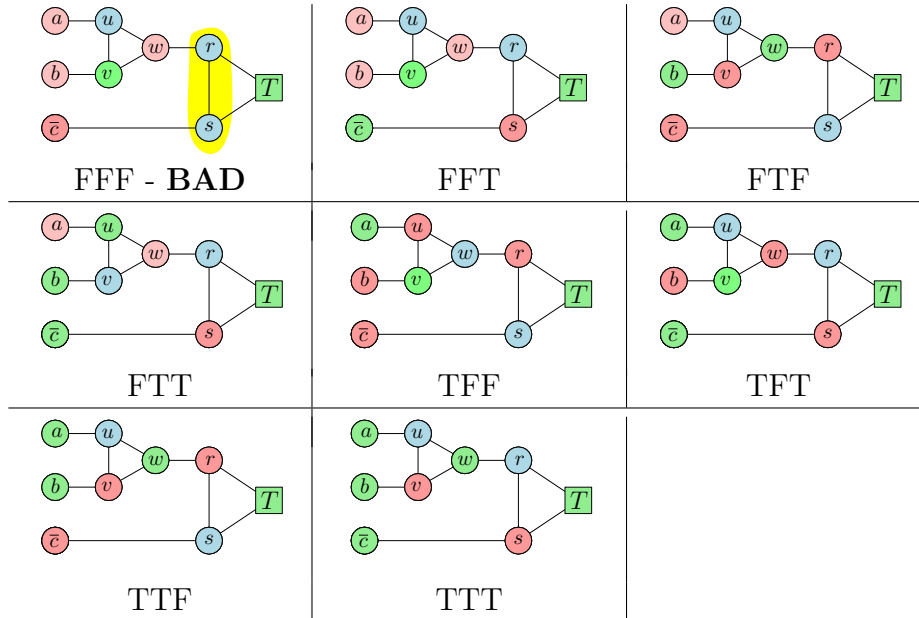 a u w r
b v T
c̅ s
FFF - BAD
a u w r
b v T
c̅ s
FFT
a u w r
b v T
c̅ s
FTF
a u w r
b v T
c̅ s
FTT
a u w r
b v T
c̅ s
TFF
a u w r
b v T
c̅ s
TFT
a u w r
b v T
c̅ s
TTF
a u w r
b v T
c̅ s
TTT